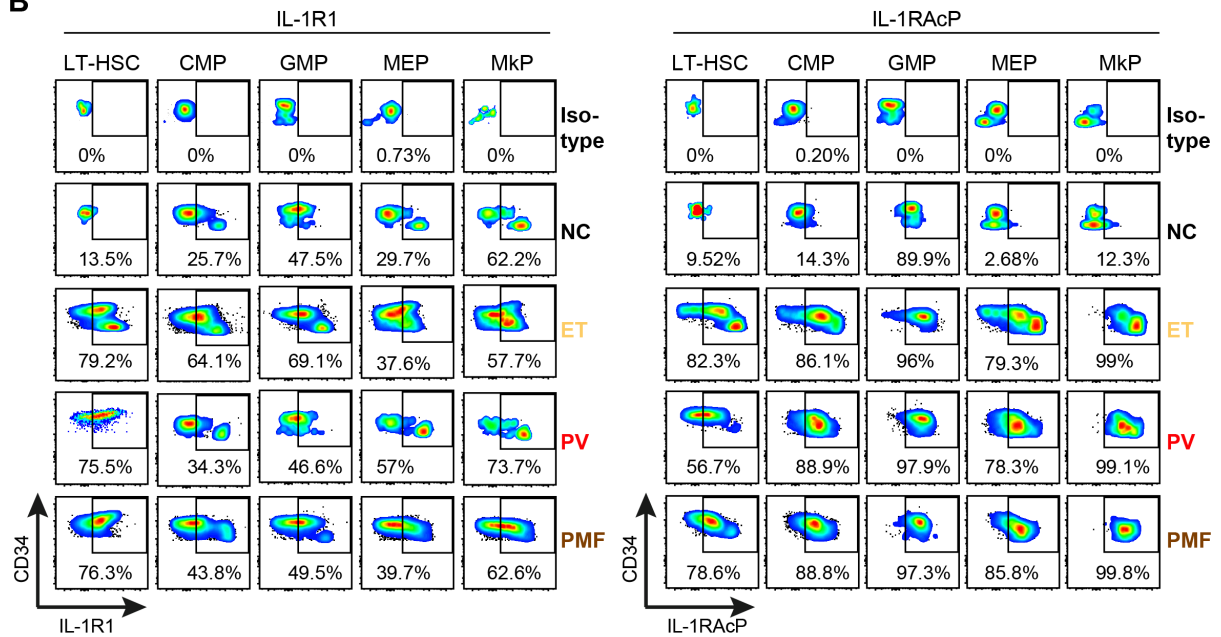 B
IL-1R1 IL-1RAcP
LT-HSC CMP GMP MEP MkP LT-HSC CMP GMP MEP MkP
Iso-
type
Iso-
type
0% 0% 0% 0.73% 0% 0% 0.20% 0% 0% 0%
NC NC
13.5% 25.7% 47.5% 29.7% 62.2% 9.52% 14.3% 89.9% 2.68% 12.3%
ET ET
79.2% 64.1% 69.1% 37.6% 57.7% 82.3% 86.1% 96% 79.3% 99%
PV PV
75.5% 34.3% 46.6% 57% 73.7% 56.7% 88.9% 97.9% 78.3% 99.1%
PMF PMF
76.3% 43.8% 49.5% 39.7% 62.6% 78.6% 88.8% 97.3% 85.8% 99.8%
CD34 CD34
IL-1R1 IL-1RAcP